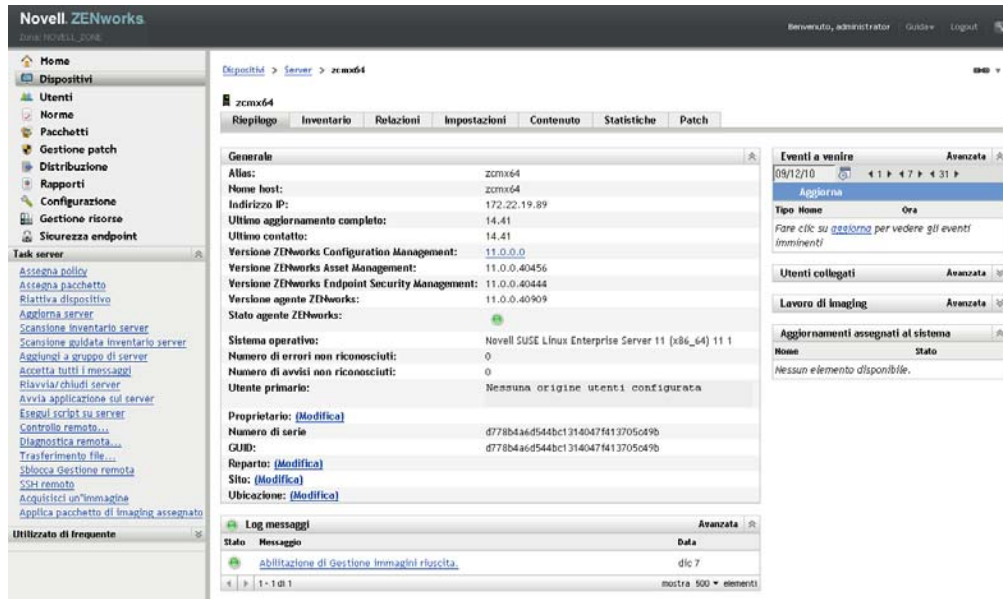 Novell. ZENworks.
Zona: NOVELL_ZONE
Benvenuto, administrator Guida Logout
Home
Dispositivi
Utenti
Norme
Pacchetti
Gestione patch
Distribuzione
Rapporti
Configurazione
Gestione risorse
Sicurezza endpoint
Task server
Assegna policy
Assegna pacchetto
Riattiva dispositivo
Aggiorna server
Scansione inventario server
Scansione guidata inventario server
Aggiungi a gruppo di server
Accetta tutti i messaggi
Riavvia/chiudi server
Avvia applicazione sul server
Esegui script su server
Controllo remoto...
Diagnostica remota...
Trasferimento file...
Sblocca Gestione remota
SSH remoto
Acquisisci un'immagine
Applica pacchetto di imaging assegnato
Utilizzato di frequente
Dispositivi > Server > zcmx64
zcmx64
Riepilogo Inventario Relazioni Impostazioni Contenuto Statistiche Patch
Generale
Alias: zcmx64
Nome host: zcmx64
Indirizzo IP: 172.22.19.89
Ultimo aggiornamento completo: 14.41
Ultimo contatto: 14.41
Versione ZENworks Configuration Management: 11.0.0.0
Versione ZENworks Asset Management: 11.0.0.40456
Versione ZENworks Endpoint Security Management: 11.0.0.40444
Versione agente ZENworks: 11.0.0.40909
Stato agente ZENworks:
Sistema operativo: Novell SUSE Linux Enterprise Server 11 (x86_64) 11 1
Numero di errori non riconosciuti: 0
Numero di avvisi non riconosciuti: 0
Utente primario: Nessuna origine utenti configurata
Proprietario: (Modifica)
Numero di serie d778b4a6d544bc1314047f413705c49b
GUID: d778b4a6d544bc1314047f413705c49b
Reparto: (Modifica)
Sito: (Modifica)
Ubicazione: (Modifica)
Log messaggi Avanzata
Stato Messaggio Data
Abilitazione di Gestione immagini riuscita. dic 7
1 - 1 di 1 mostra 500 elementi
Eventi a venire Avanzata
09/12/10 1 7 31
Aggiorna
Tipo Nome Ora
Fare clic su aggiorna per vedere gli eventi
imminenti
Utenti collegati Avanzata
Lavoro di imaging Avanzata
Aggiornamenti assegnati al sistema
Nome Stato
Nessun elemento disponibile.